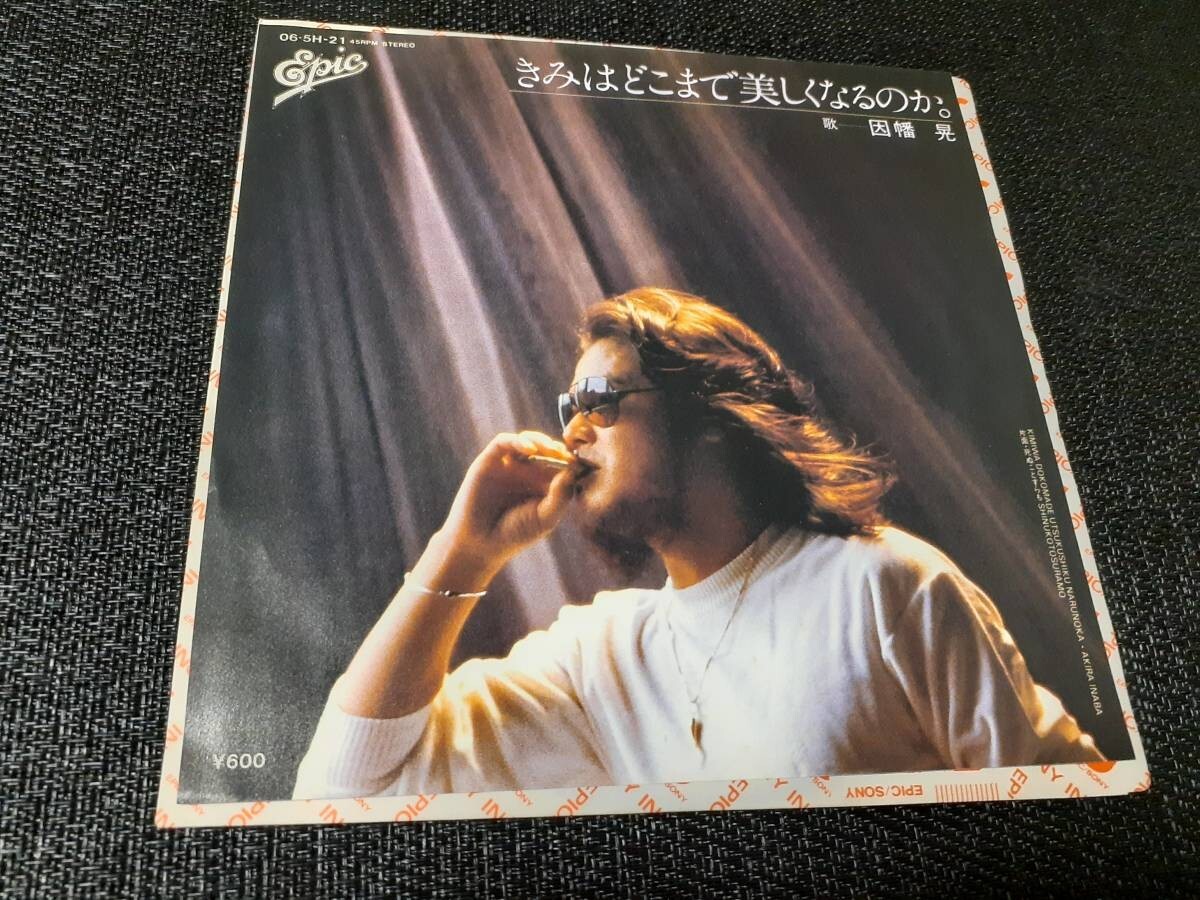 06・5H-21 45RPM STEREO
Epic
きみはどこまで美しくなるのか。
歌──因幡 晃
KIMIWA DOKOMADE UTSUKUSHIKU NARUNOKA・AKIRA INABA
SHINUKOTOSURAMO
¥600
EPIC/SONY